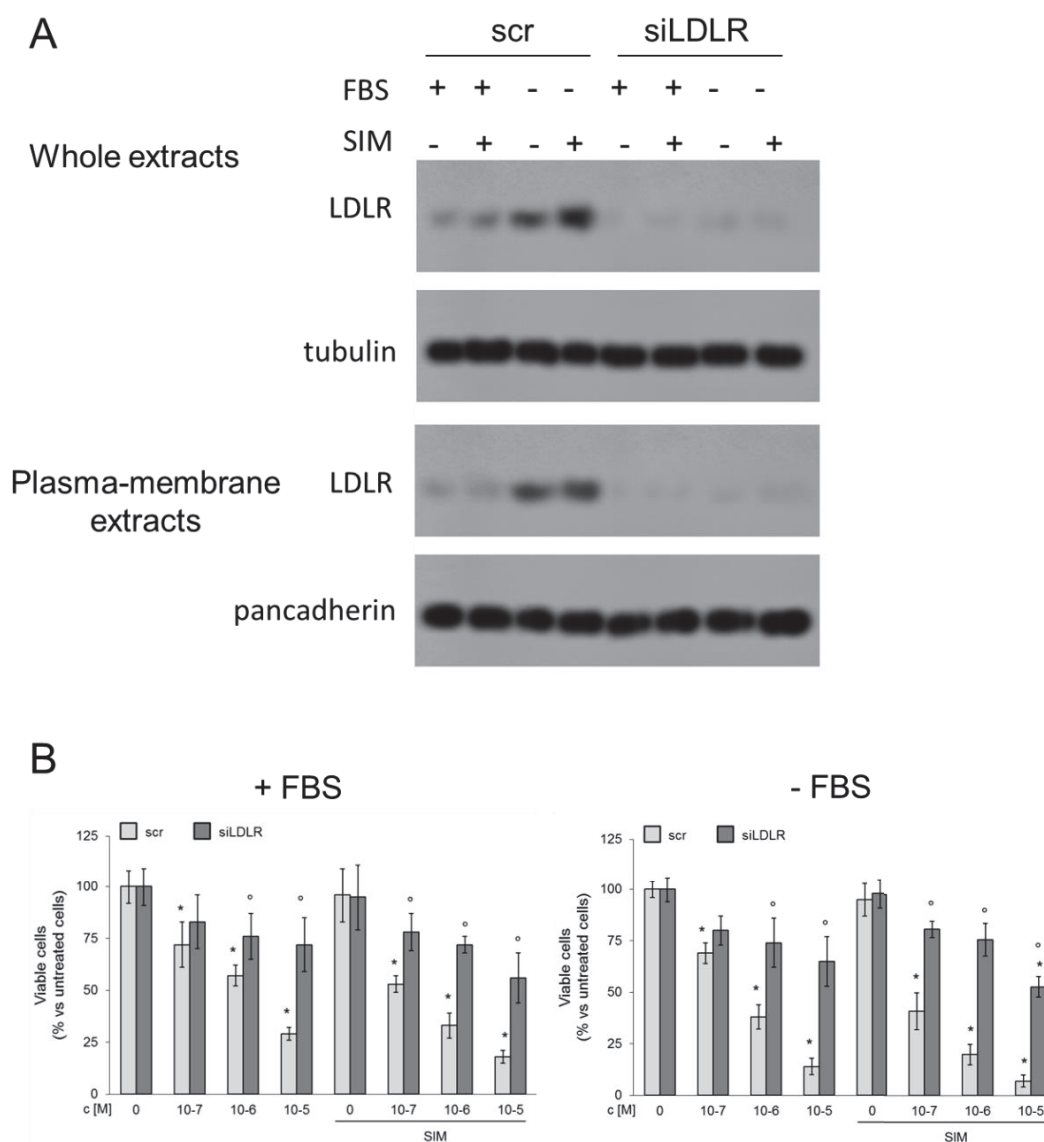 A
scr siLDLR
FBS + + - - + + - -
SIM - + - + - + - +
Whole extracts
LDLR
tubulin
Plasma-membrane
extracts
LDLR
pancadherin
B
+ FBS
scr siLDLR
Viable cells
(% vs untreated cells)
125
100
75
50
25
0
* * ° * ° * ° * ° * °
c [M] 0 10-7 10-6 10-5 0 10-7 10-6 10-5
SIM
- FBS
scr siLDLR
Viable cells
(% vs untreated cells)
125
100
75
50
25
0
* * ° * ° * ° * ° * ° *
c [M] 0 10-7 10-6 10-5 0 10-7 10-6 10-5
SIM